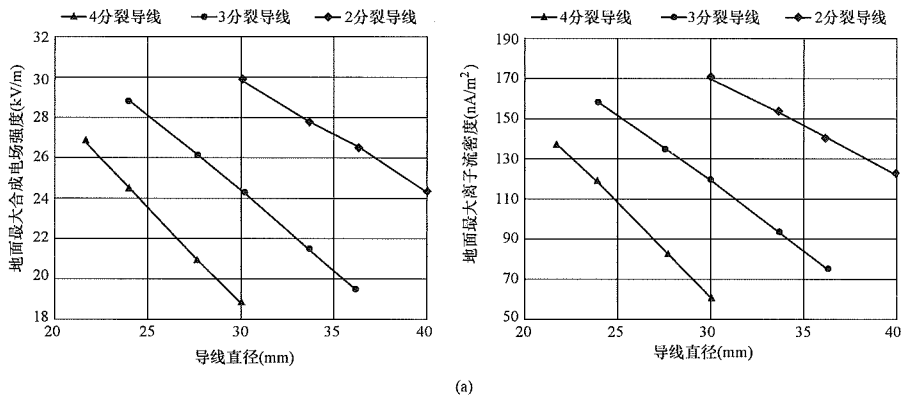 4分裂导线 3分裂导线 2分裂导线
地面最大合成电场强度(kV/m)
32
30
28
26
24
22
20
18
20 25 30 35 40
导线直径(mm)
4分裂导线 3分裂导线 2分裂导线
地面最大离子流密度(nA/m²)
190
170
150
130
110
90
70
50
20 25 30 35 40
导线直径(mm)
(a)